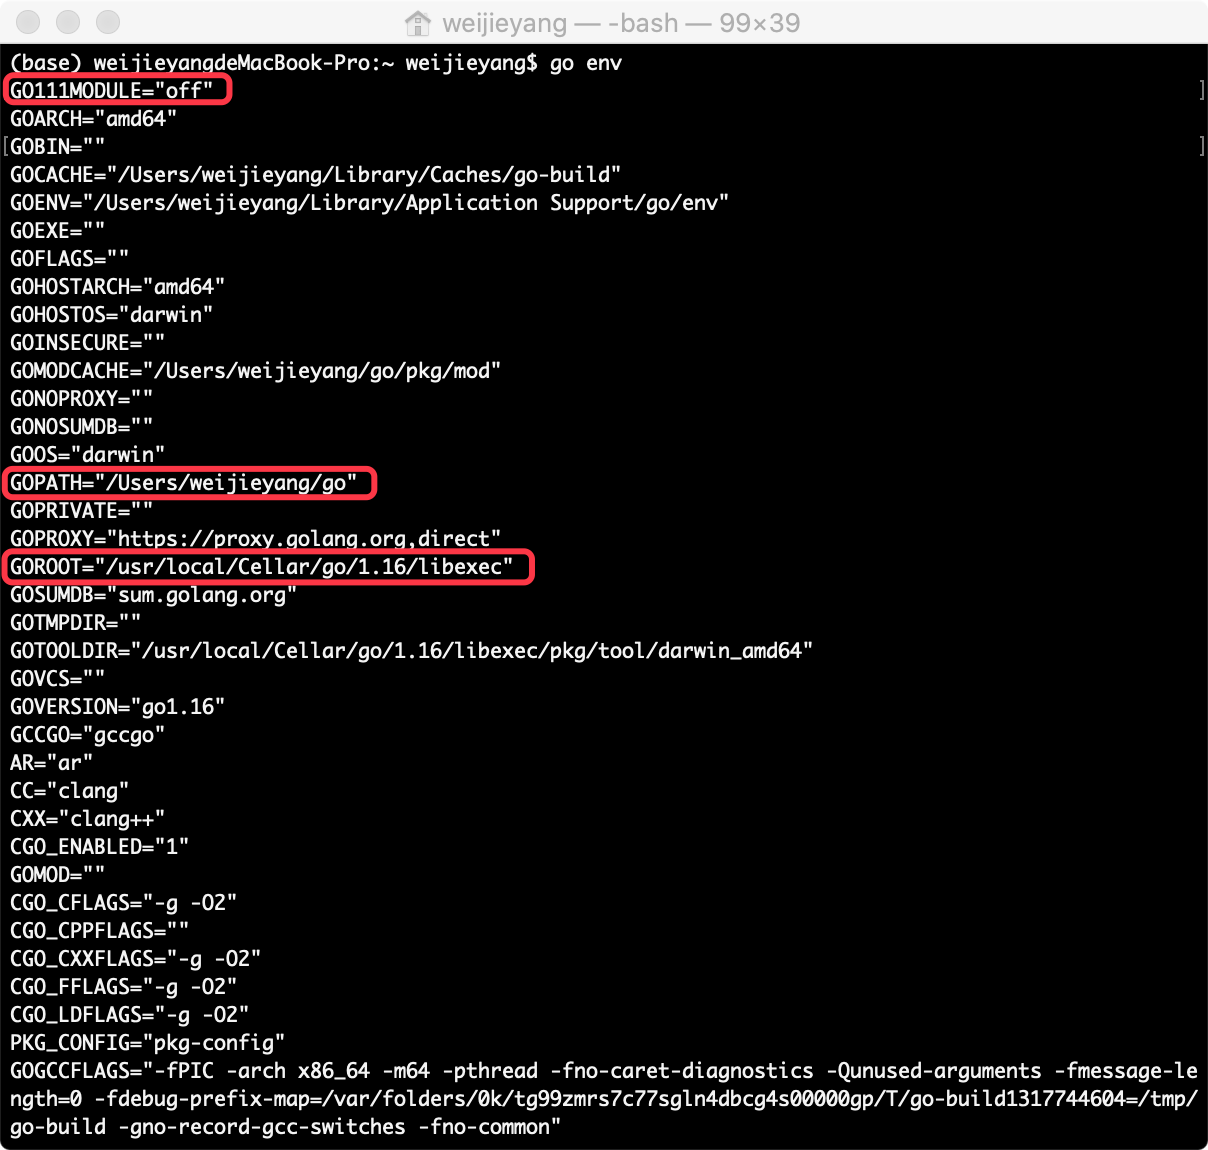 weijieyang — -bash — 99×39
(base) weijieyangdeMacBook-Pro:~ weijieyang$ go env
GO111MODULE="off"
GOARCH="amd64"
GOBIN=""
GOCACHE="/Users/weijieyang/Library/Caches/go-build"
GOENV="/Users/weijieyang/Library/Application Support/go/env"
GOEXE=""
GOFLAGS=""
GOHOSTARCH="amd64"
GOHOSTOS="darwin"
GOINSECURE=""
GOMODCACHE="/Users/weijieyang/go/pkg/mod"
GONOPROXY=""
GONOSUMDB=""
GOOS="darwin"
GOPATH="/Users/weijieyang/go"
GOPRIVATE=""
GOPROXY="https://proxy.golang.org,direct"
GOROOT="/usr/local/Cellar/go/1.16/libexec"
GOSUMDB="sum.golang.org"
GOTMPDIR=""
GOTOOLDIR="/usr/local/Cellar/go/1.16/libexec/pkg/tool/darwin_amd64"
GOVCS=""
GOVERSION="go1.16"
GCCGO="gccgo"
AR="ar"
CC="clang"
CXX="clang++"
CGO_ENABLED="1"
GOMOD=""
CGO_CFLAGS="-g -O2"
CGO_CPPFLAGS=""
CGO_CXXFLAGS="-g -O2"
CGO_FFLAGS="-g -O2"
CGO_LDFLAGS="-g -O2"
PKG_CONFIG="pkg-config"
GOGCCFLAGS="-fPIC -arch x86_64 -m64 -pthread -fno-caret-diagnostics -Qunused-arguments -fmessage-le
ngth=0 -fdebug-prefix-map=/var/folders/0k/tg99zmrs7c77sgln4dbcg4s00000gp/T/go-build1317744604=/tmp/
go-build -gno-record-gcc-switches -fno-common"